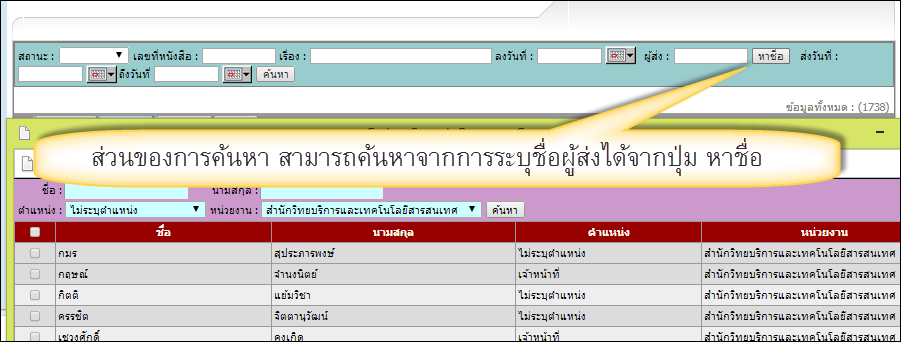 สถานะ : เลขที่หนังสือ : เรื่อง : ลงวันที่ : ผู้ส่ง : หาชื่อ ส่งวันที่ :
ถึงวันที่ ค้นหา
ข้อมูลทั้งหมด : (1738)
ส่วนของการค้นหา สามารถค้นหาจากการระบุชื่อผู้ส่งได้จากปุ่ม หาชื่อ
ชื่อ : นามสกุล :
ตำแหน่ง : ไม่ระบุตำแหน่ง หน่วยงาน : สำนักวิทยบริการและเทคโนโลยีสารสนเทศ ค้นหา
ชื่อ นามสกุล ตำแหน่ง หน่วยงาน
กมร สุประภารพงษ์ ไม่ระบุตำแหน่ง สำนักวิทยบริการและเทคโนโลยีสารสนเทศ
กฤษณ์ จำนงนิตย์ เจ้าหน้าที่ สำนักวิทยบริการและเทคโนโลยีสารสนเทศ
กิตติ แย้มวิชา ไม่ระบุตำแหน่ง สำนักวิทยบริการและเทคโนโลยีสารสนเทศ
ครรชิต จิตตานุวัฒน์ ไม่ระบุตำแหน่ง สำนักวิทยบริการและเทคโนโลยีสารสนเทศ
เชวงศักดิ์ คงเกิด เจ้าหน้าที่ สำนักวิทยบริการและเทคโนโลยีสารสนเทศ